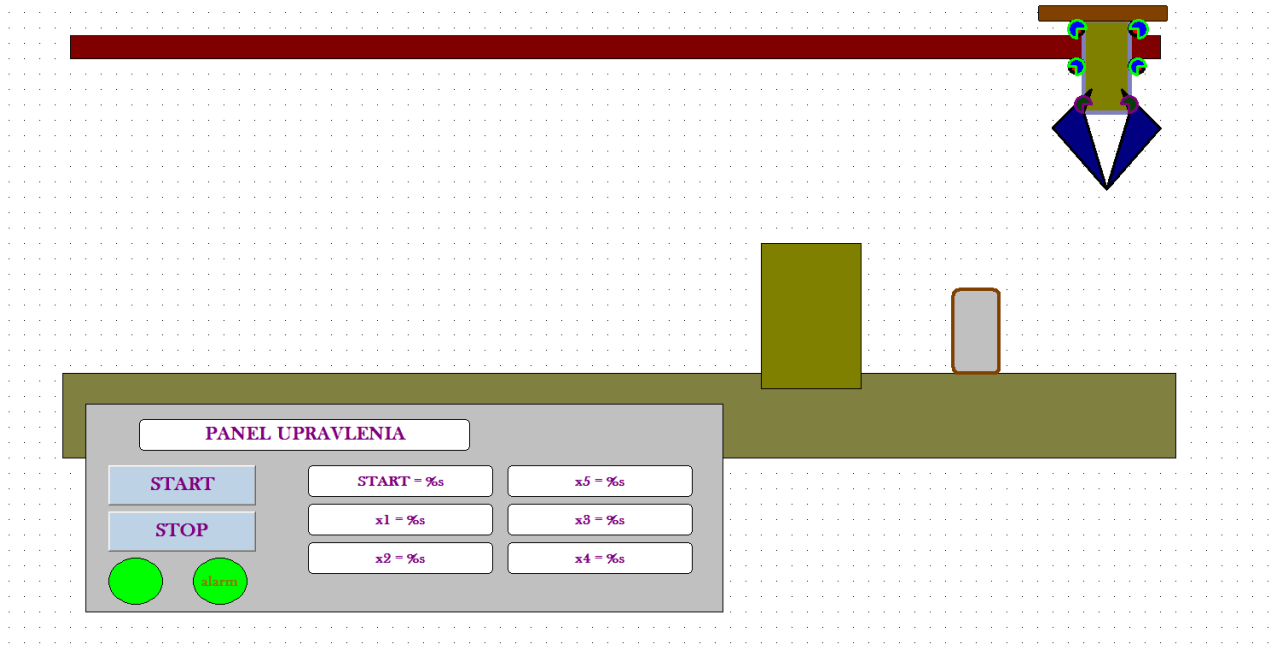 PANEL UPRAVLENIA
START
STOP
alarm
START = %s
x1 = %s
x2 = %s
x5 = %s
x3 = %s
x4 = %s